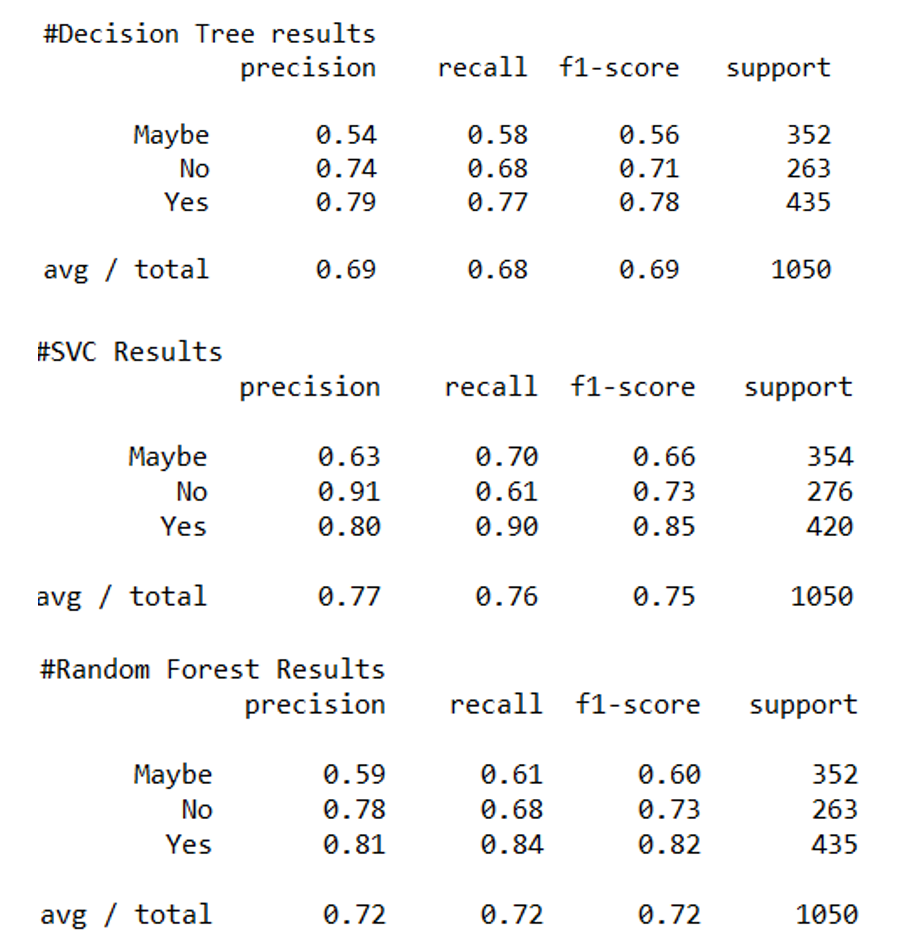 #Decision Tree results
precision recall f1-score support
Maybe 0.54 0.58 0.56 352
No 0.74 0.68 0.71 263
Yes 0.79 0.77 0.78 435
avg / total 0.69 0.68 0.69 1050
#SVC Results
precision recall f1-score support
Maybe 0.63 0.70 0.66 354
No 0.91 0.61 0.73 276
Yes 0.80 0.90 0.85 420
avg / total 0.77 0.76 0.75 1050
#Random Forest Results
precision recall f1-score support
Maybe 0.59 0.61 0.60 352
No 0.78 0.68 0.73 263
Yes 0.81 0.84 0.82 435
avg / total 0.72 0.72 0.72 1050